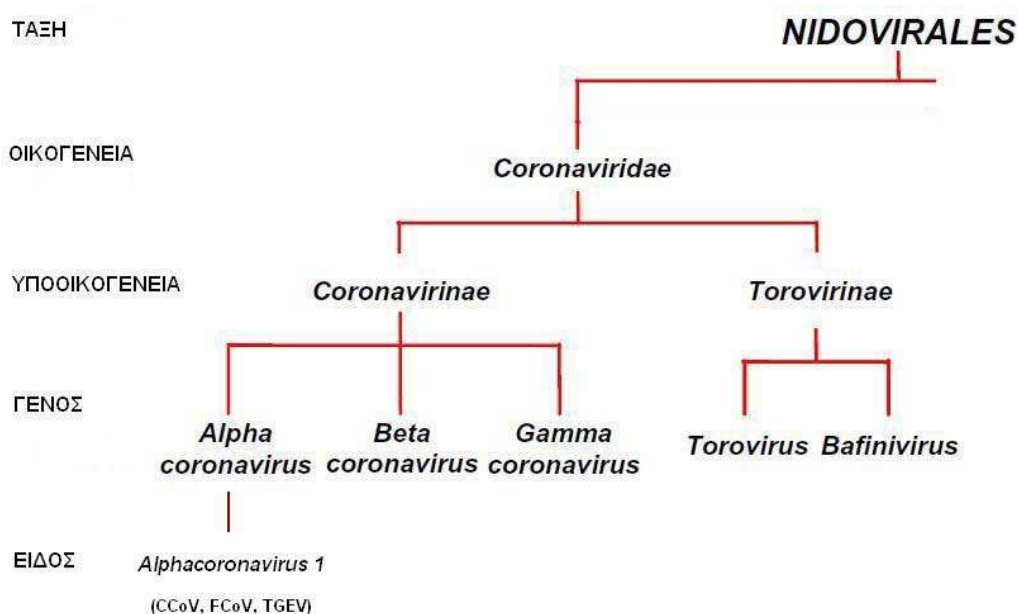 ΤΑΞΗ
NIDOVIRALES
ΟΙΚΟΓΕΝΕΙΑ
Coronaviridae
ΥΠΟΟΙΚΟΓΕΝΕΙΑ
Coronavirinae
Torovirinae
ΓΕΝΟΣ
Alpha
coronavirus
Beta
coronavirus
Gamma
coronavirus
Torovirus
Bafinivirus
ΕΙΔΟΣ
Alphacoronavirus 1
(CCoV, FCoV, TGEV)